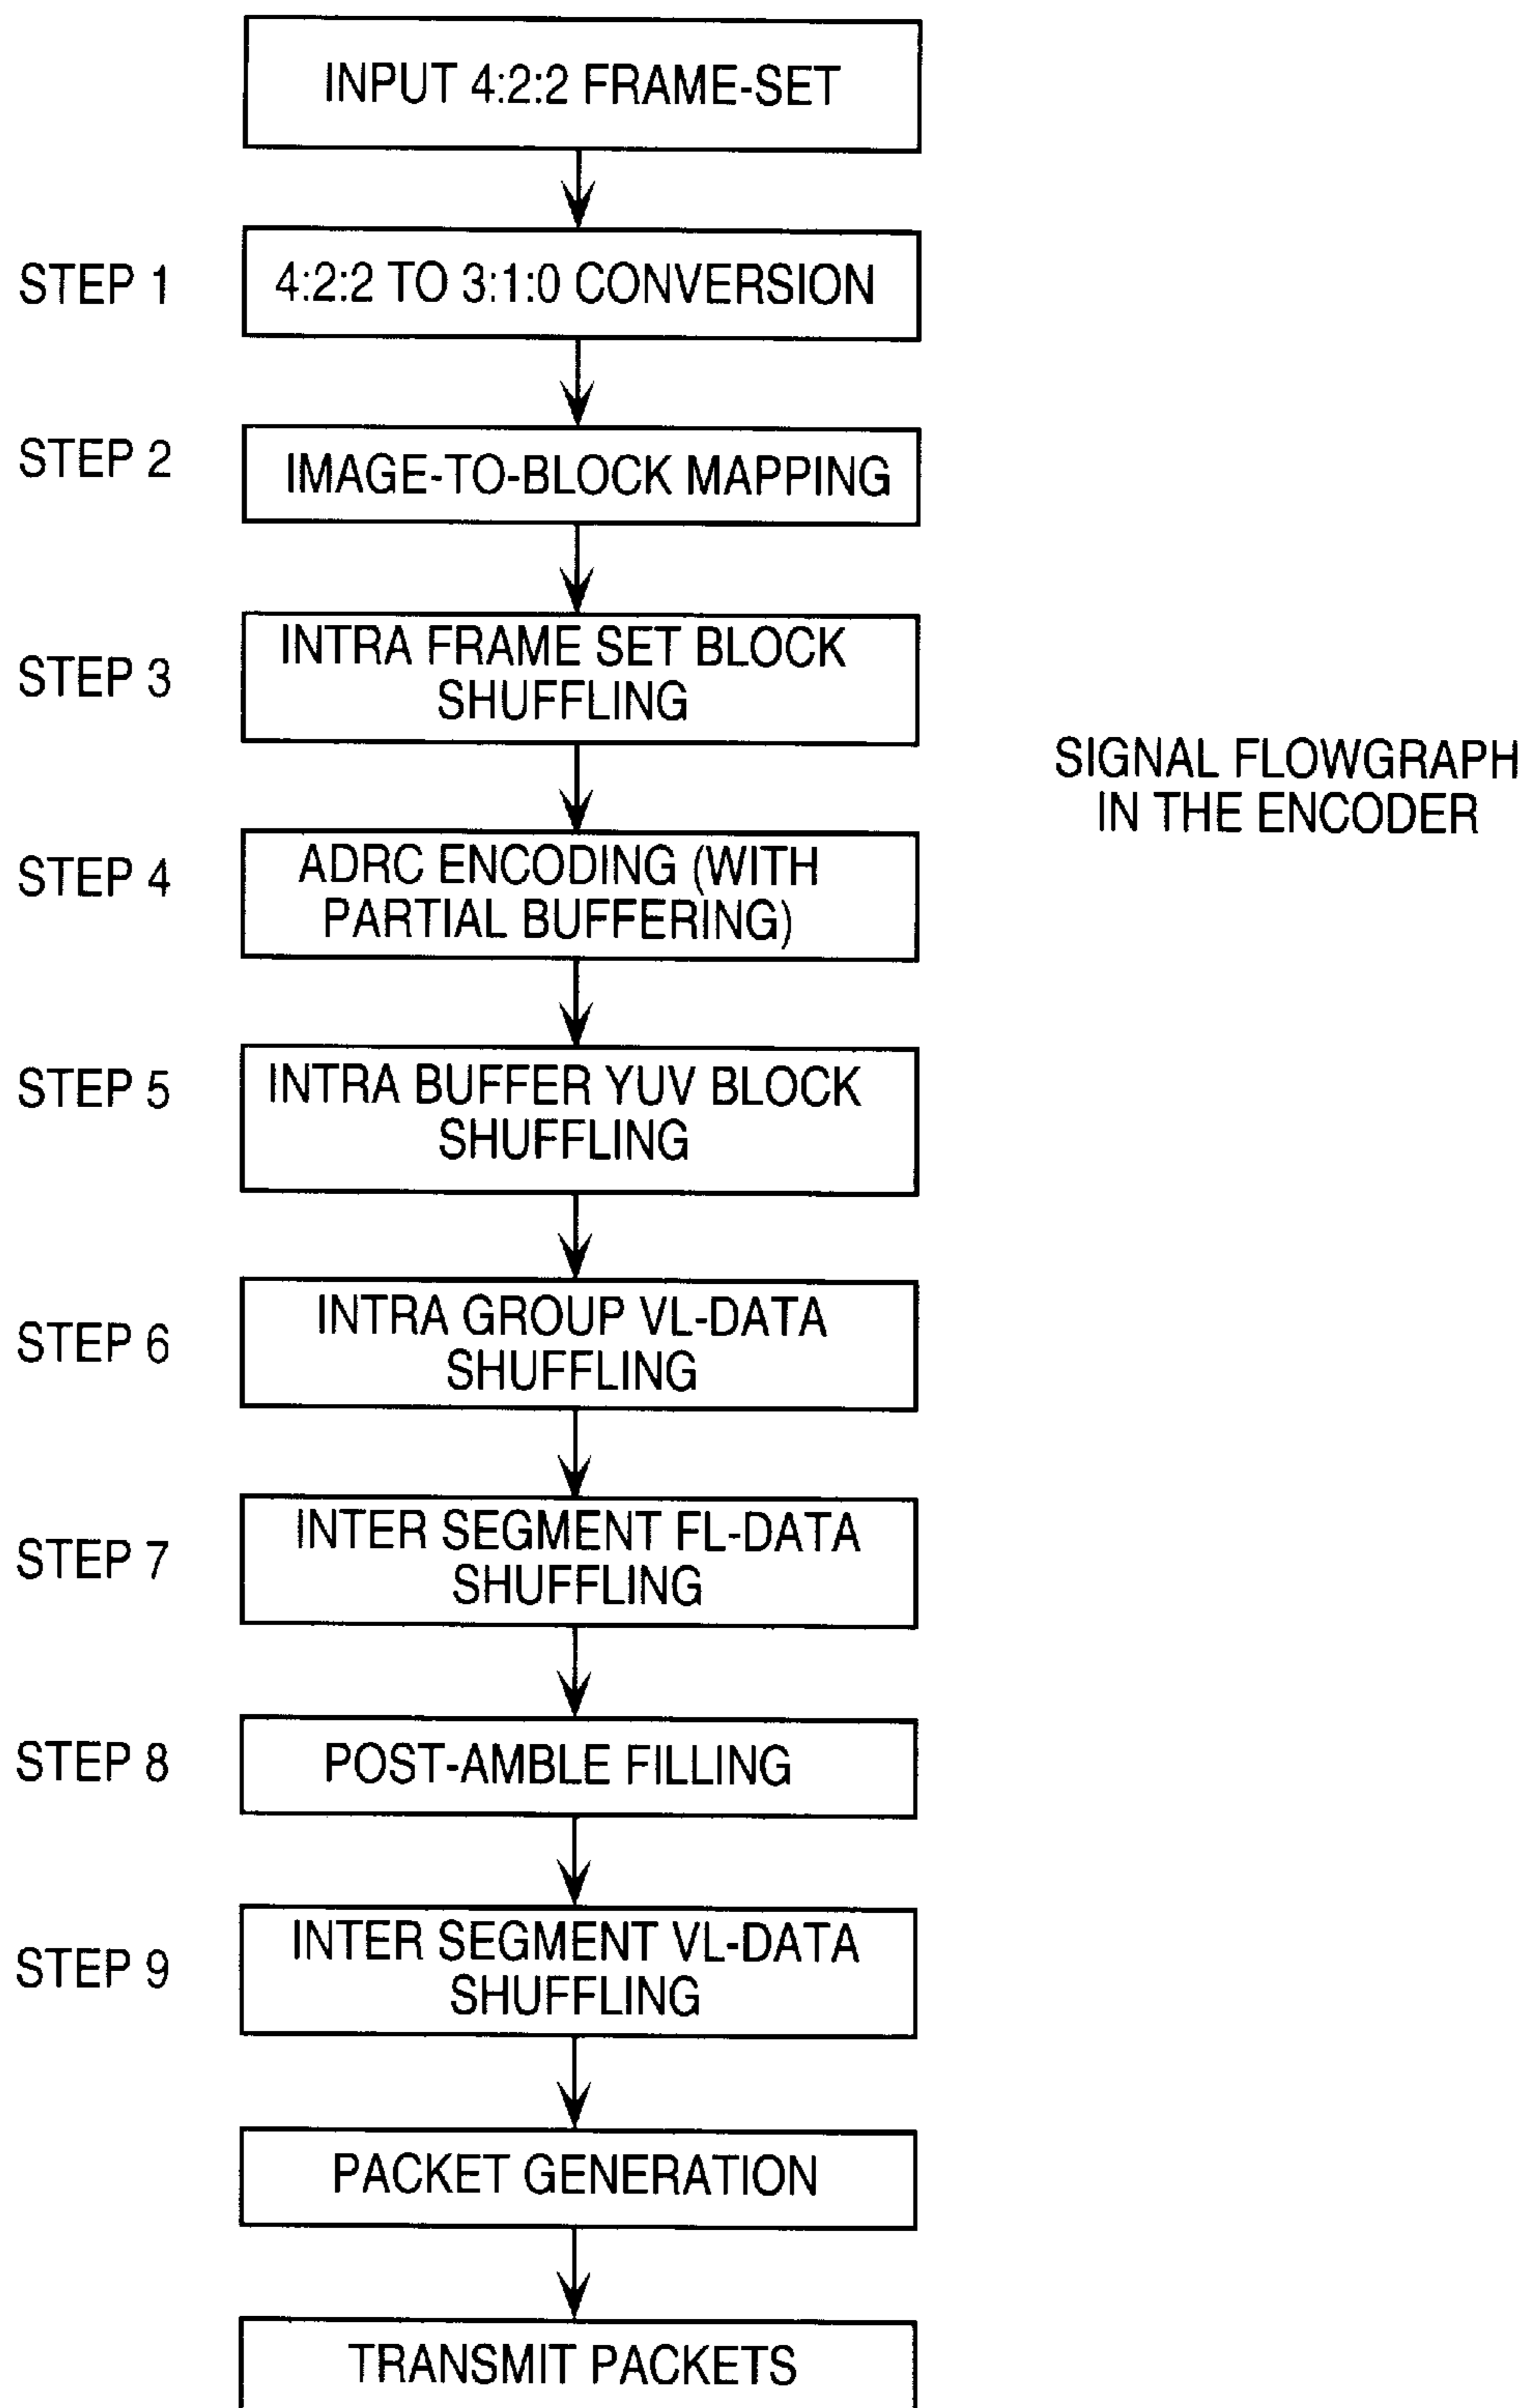 INPUT 4:2:2 FRAME-SET
STEP 1
4:2:2 TO 3:1:0 CONVERSION
STEP 2
IMAGE-TO-BLOCK MAPPING
STEP 3
INTRA FRAME SET BLOCK
SHUFFLING
SIGNAL FLOWGRAPH
IN THE ENCODER
STEP 4
ADRC ENCODING (WITH
PARTIAL BUFFERING)
STEP 5
INTRA BUFFER YUV BLOCK
SHUFFLING
STEP 6
INTRA GROUP VL-DATA
SHUFFLING
STEP 7
INTER SEGMENT FL-DATA
SHUFFLING
STEP 8
POST-AMBLE FILLING
STEP 9
INTER SEGMENT VL-DATA
SHUFFLING
PACKET GENERATION
TRANSMIT PACKETS